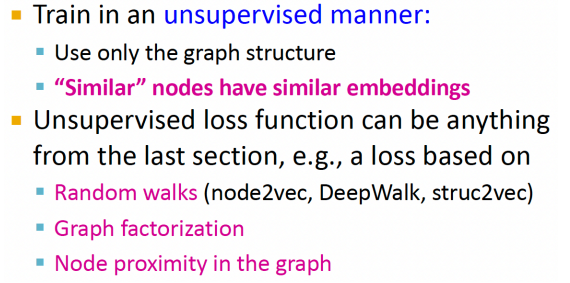 Train in an unsupervised manner:
Use only the graph structure
“Similar” nodes have similar embeddings
Unsupervised loss function can be anything
from the last section, e.g., a loss based on
Random walks (node2vec, DeepWalk, struc2vec)
Graph factorization
Node proximity in the graph